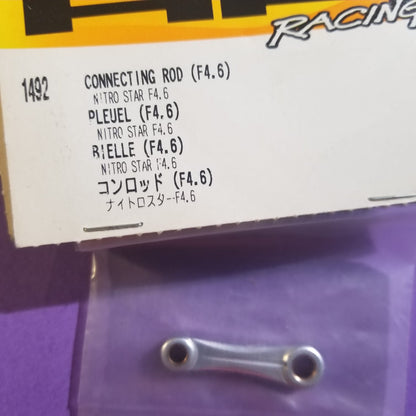 RACING
1492 CONNECTING ROD (F4.6)
NITRO STAR F4.6
PLEUEL (F4.6)
NITRO STAR F4.6
BIELLE (F4.6)
NITRO STAR F4.6
コンロッド (F4.6)
ナイトロスターF4.6